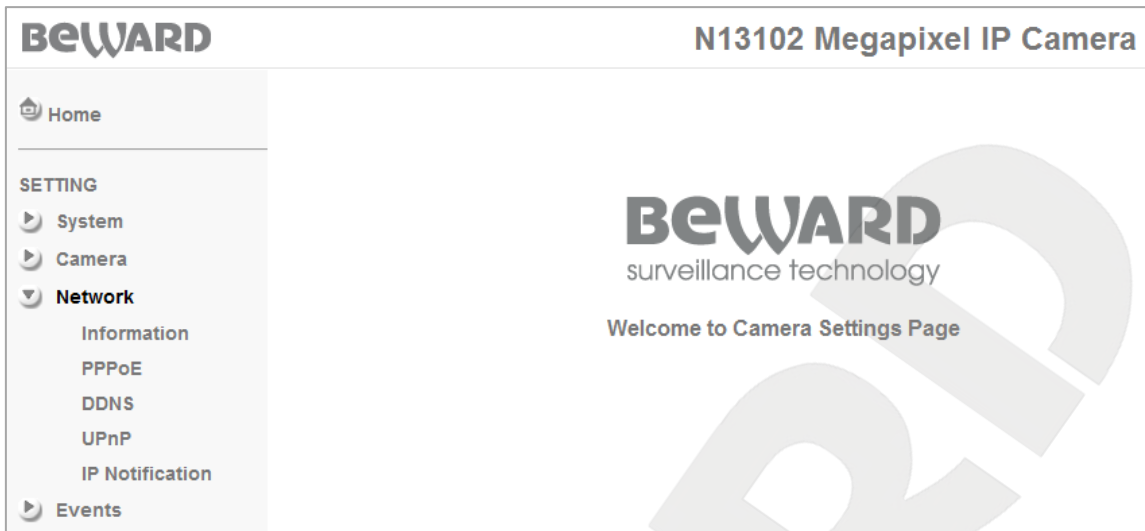 BEWARD
N13102 Megapixel IP Camera
Home
SETTING
System
Camera
Network
Information
PPPoE
DDNS
UPnP
IP Notification
Events
BEWARD
surveillance technology
Welcome to Camera Settings Page
RD